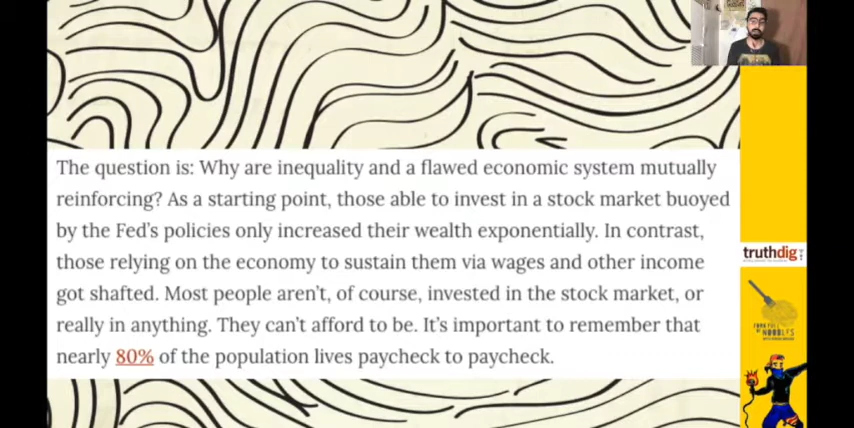 The question is: Why are inequality and a flawed economic system mutually
reinforcing? As a starting point, those able to invest in a stock market buoyed
by the Fed's policies only increased their wealth exponentially. In contrast,
those relying on the economy to sustain them via wages and other income
got shafted. Most people aren't, of course, invested in the stock market, or
really in anything. They can't afford to be. It's important to remember that
nearly 80% of the population lives paycheck to paycheck.
truthdig
FORK FULL
OF NOODLES